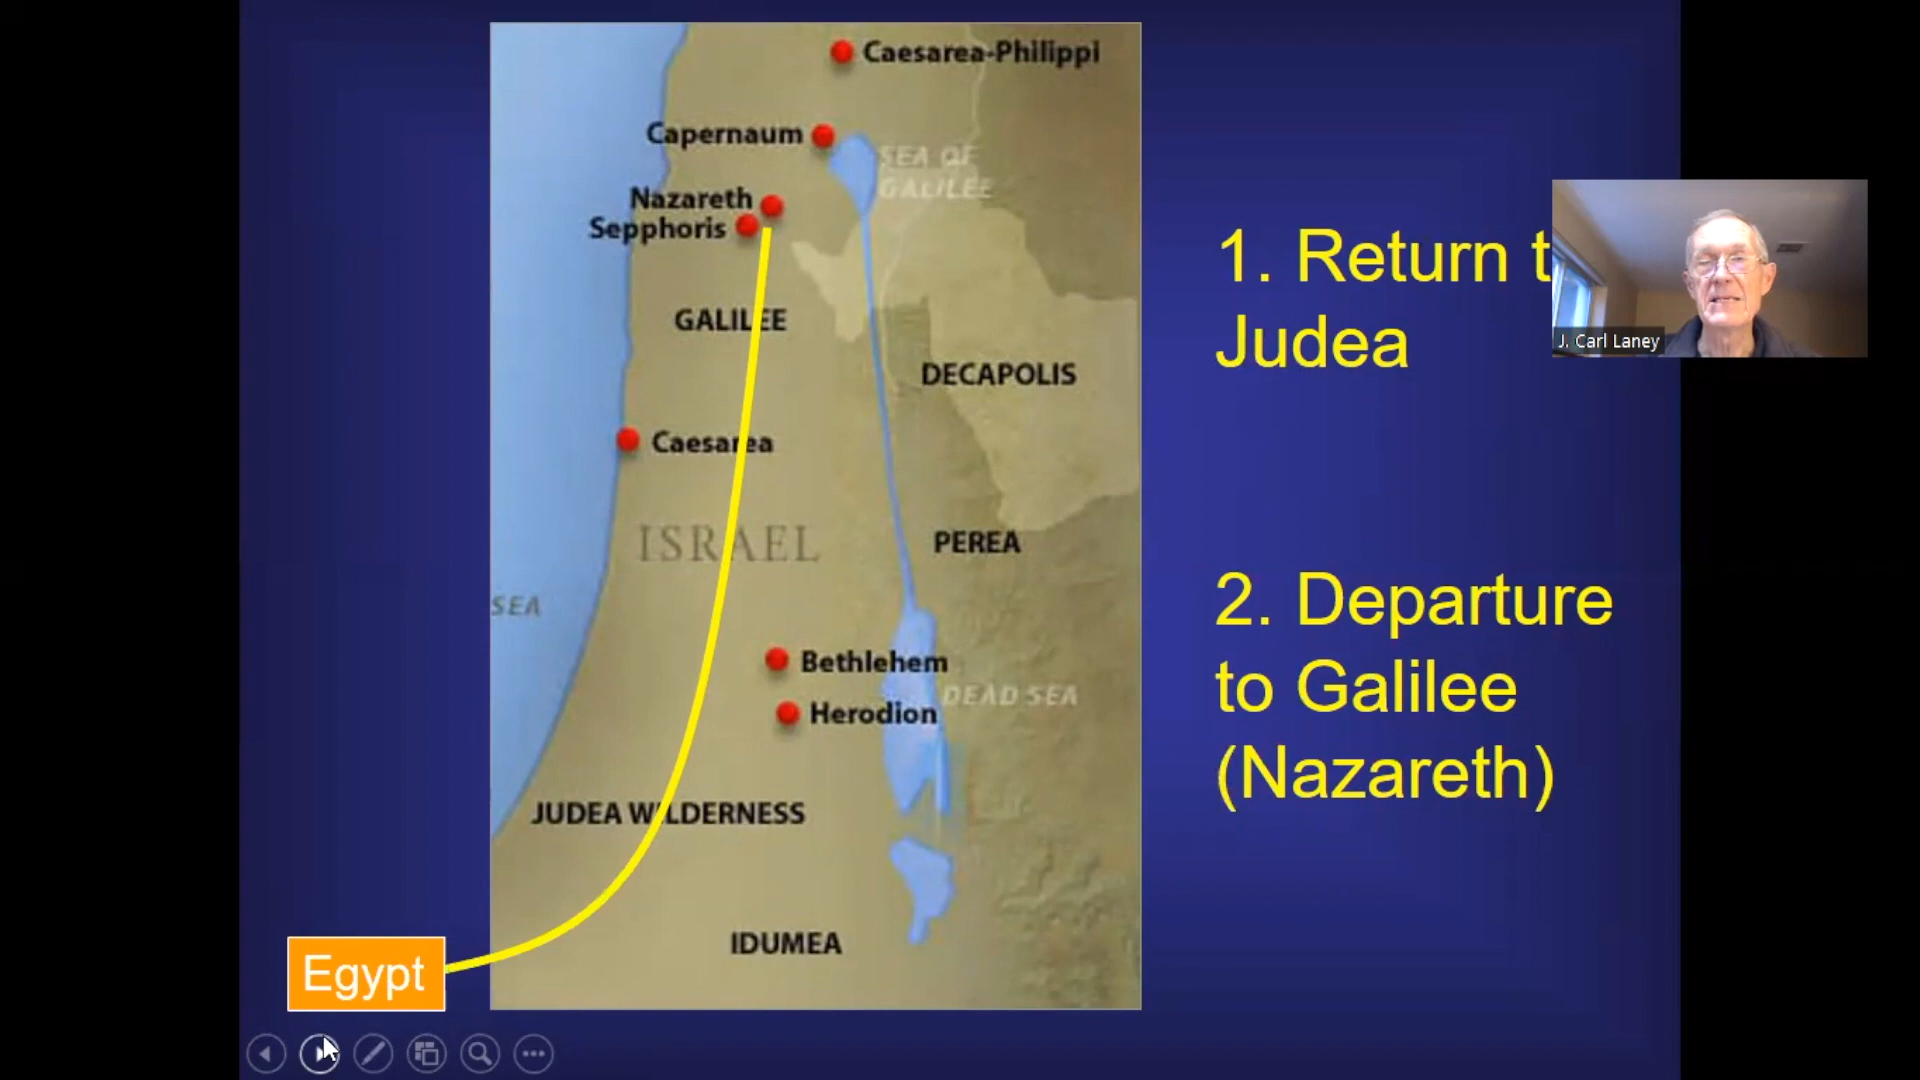 Caesarea-Philippi
Capernaum
SEA OF
GALILEE
Nazareth
Sepphoris
GALILEE
DECAPOLIS
Caesarea
ISRAEL
PEREA
SEA
Bethlehem
DEAD SEA
Herodion
JUDEA WILDERNESS
IDUMEA
Egypt
1. Return t
Judea
2. Departure
to Galilee
(Nazareth)
J. Carl Laney